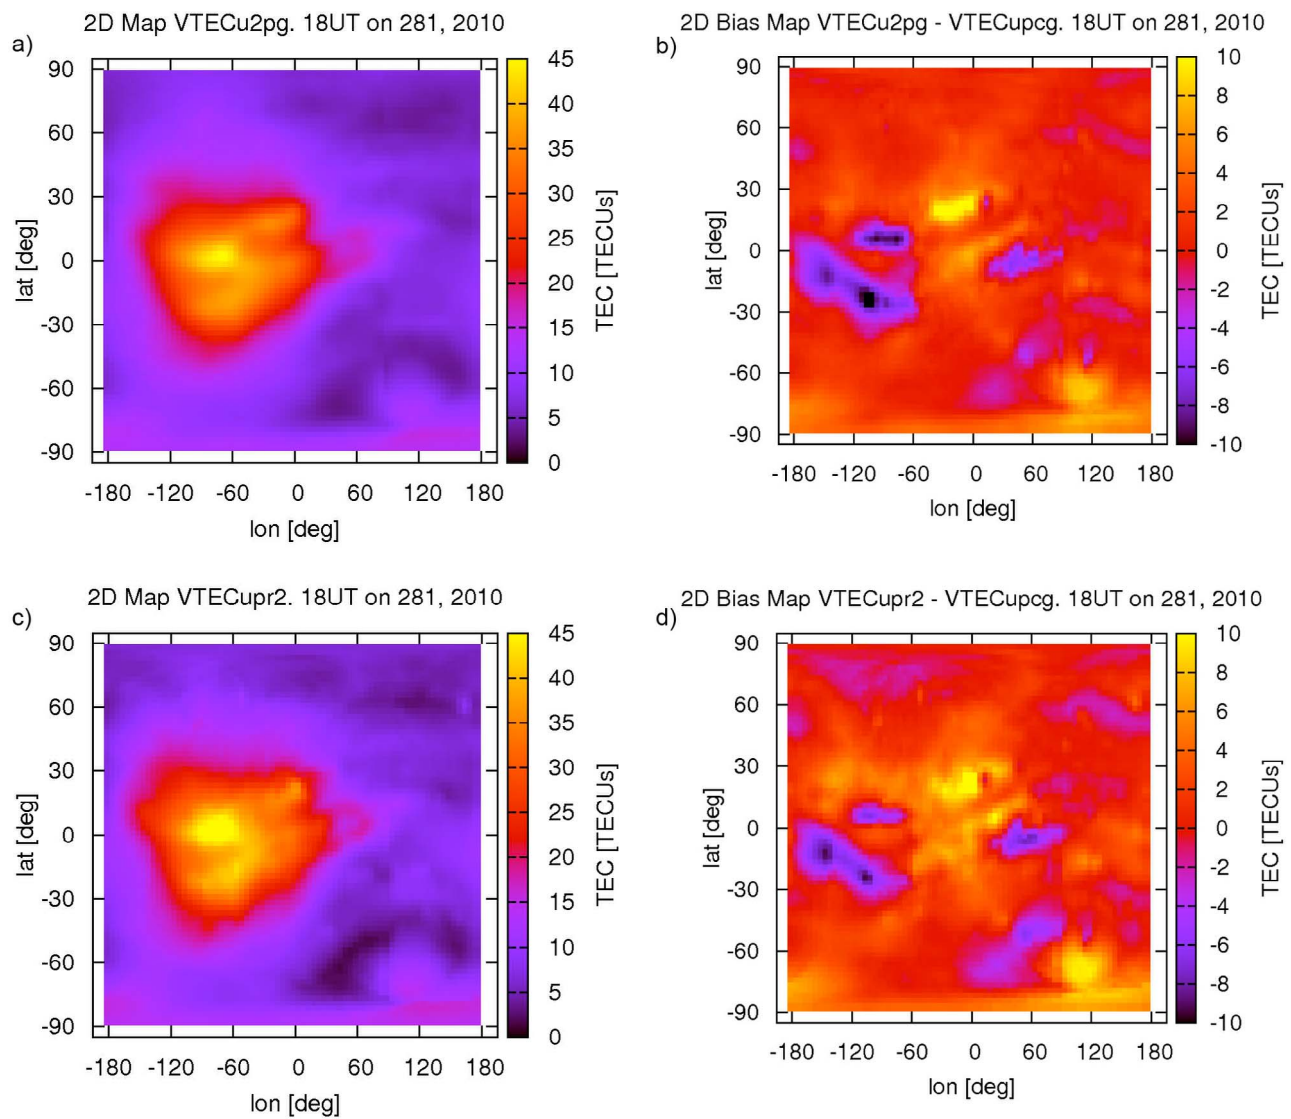 2D Map VTECu2pg. 18UT on 281, 2010
a)
90
60
30
0
-30
-60
-90
lat [deg]
-180 -120 -60 0 60 120 180
lon [deg]
45
40
35
30
25
20
15
10
5
0
TEC [TECUs]
2D Bias Map VTECu2pg - VTECupcg. 18UT on 281, 2010
b)
90
60
30
0
-30
-60
-90
lat [deg]
-180 -120 -60 0 60 120 180
lon [deg]
10
8
6
4
2
0
-2
-4
-6
-8
-10
TEC [TECUs]
2D Map VTECupr2. 18UT on 281, 2010
c)
90
60
30
0
-30
-60
-90
lat [deg]
-180 -120 -60 0 60 120 180
lon [deg]
45
40
35
30
25
20
15
10
5
0
TEC [TECUs]
2D Bias Map VTECupr2 - VTECupcg. 18UT on 281, 2010
d)
90
60
30
0
-30
-60
-90
lat [deg]
-180 -120 -60 0 60 120 180
lon [deg]
10
8
6
4
2
0
-2
-4
-6
-8
-10
TEC [TECUs]